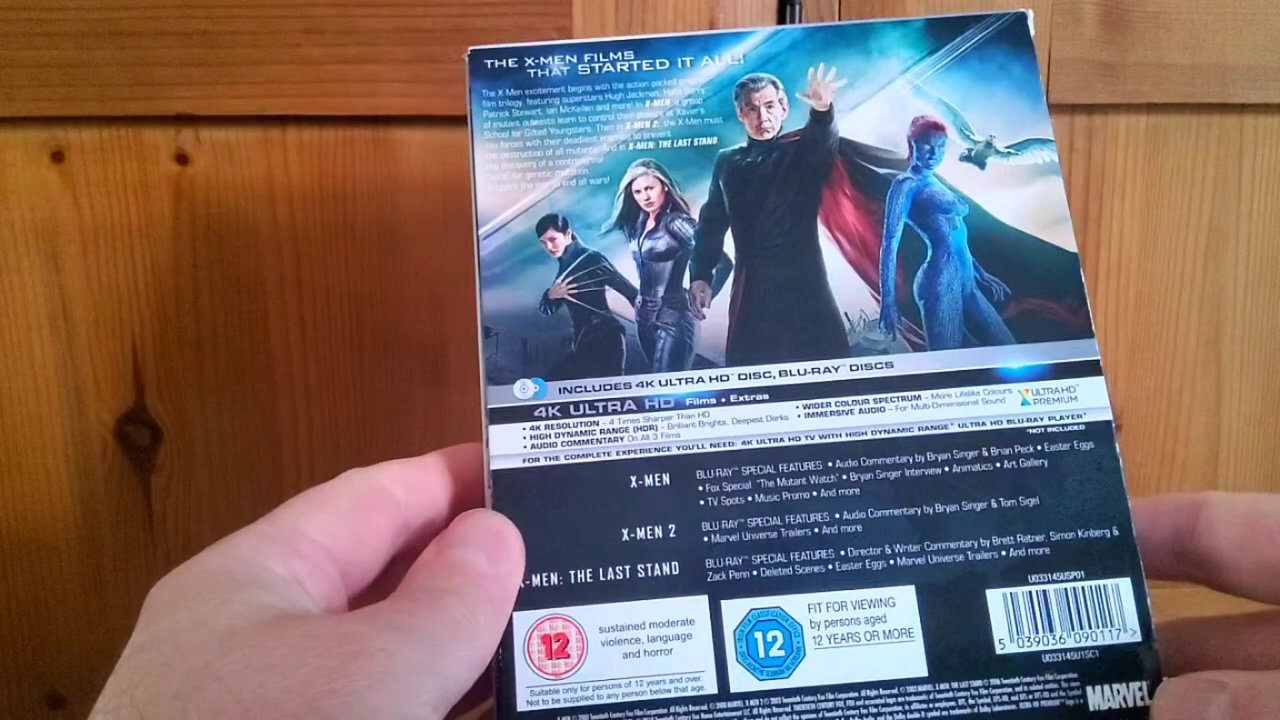 THE X-MEN FILMS
THAT STARTED IT ALL!
The X-Men excitement begins with the action packed
film trilogy, featuring superstars Hugh Jackman, Halle Berry,
Patrick Stewart, Ian McKellen and more! In X-MEN, a group
of mutant outcasts learn to control their powers at Xavier's
School for Gifted Youngsters. Then in X-MEN 2, the X-Men must
join forces with their deadliest enemies to prevent
the destruction of all mutants. And in X-MEN: THE LAST STAND
the discovery of a controversial
"cure" for genetic mutation
triggers the war to end all wars!
INCLUDES 4K ULTRA HD™ DISC, BLU-RAY™ DISCS
4K ULTRA HD Films • Extras
• 4K RESOLUTION – 4 Times Sharper Than HD
• HIGH DYNAMIC RANGE (HDR) – Brilliant Brights, Deepest Darks
• AUDIO COMMENTARY On All 3 Films
• WIDER COLOUR SPECTRUM – More Lifelike Colours
• IMMERSIVE AUDIO – For Multi-Dimensional Sound
ULTRA HD™
PREMIUM
FOR THE COMPLETE EXPERIENCE YOU'LL NEED: 4K ULTRA HD TV WITH HIGH DYNAMIC RANGE* ULTRA HD BLU-RAY PLAYER*
*NOT INCLUDED
X-MEN
BLU-RAY™ SPECIAL FEATURES • Audio Commentary by Bryan Singer & Brian Peck • Easter Eggs
• Fox Special "The Mutant Watch" • Bryan Singer Interview • Animatics • Art Gallery
• TV Spots • Music Promo • And more
X-MEN 2
BLU-RAY™ SPECIAL FEATURES • Audio Commentary by Bryan Singer & Tom Sigel
• Marvel Universe Trailers • And more
X-MEN: THE LAST STAND
BLU-RAY™ SPECIAL FEATURES • Director & Writer Commentary by Brett Ratner, Simon Kinberg &
Zack Penn • Deleted Scenes • Easter Eggs • Marvel Universe Trailers • And more
12
sustained moderate
violence, language
and horror
Suitable only for persons of 12 years and over.
Not to be supplied to any person below that age.
12
FIT FOR VIEWING
by persons aged
12 YEARS OR MORE
U033145USP01
5 039036 090117 >
U033145U1SC1
MARVEL